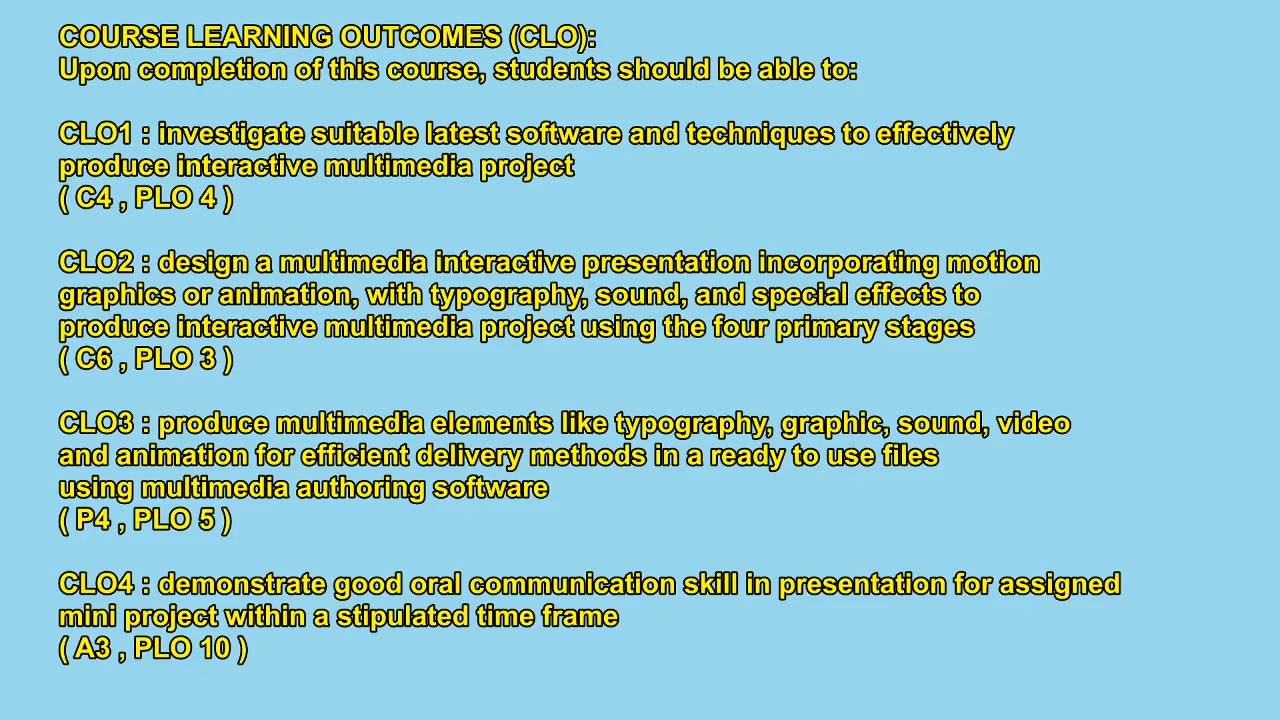 COURSE LEARNING OUTCOMES (CLO):
Upon completion of this course, students should be able to:
CLO1 : investigate suitable latest software and techniques to effectively
produce interactive multimedia project
( C4 , PLO 4 )
CLO2 : design a multimedia interactive presentation incorporating motion
graphics or animation, with typography, sound, and special effects to
produce interactive multimedia project using the four primary stages
( C6 , PLO 3 )
CLO3 : produce multimedia elements like typography, graphic, sound, video
and animation for efficient delivery methods in a ready to use files
using multimedia authoring software
( P4 , PLO 5 )
CLO4 : demonstrate good oral communication skill in presentation for assigned
mini project within a stipulated time frame
( A3 , PLO 10 )